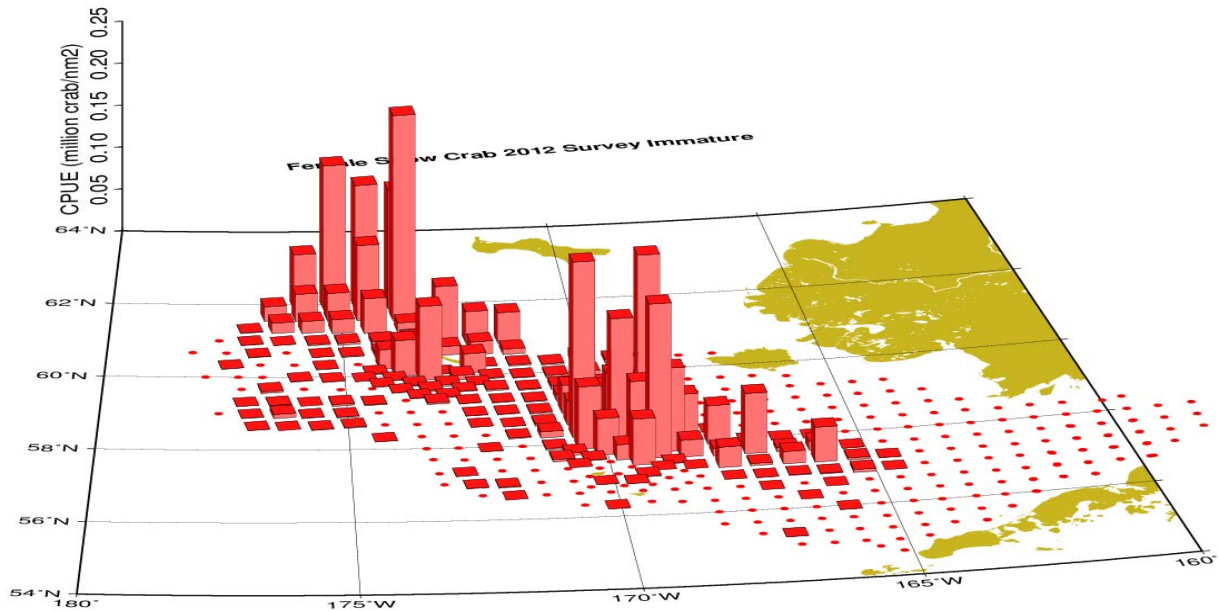 0.25
0.20
0.15
0.10
0.05
CPUE (million crab/nm2)
Female Snow Crab 2012 Survey Immature
64°N
62°N
60°N
58°N
56°N
54°N
180°
175°W
170°W
165°W
160°